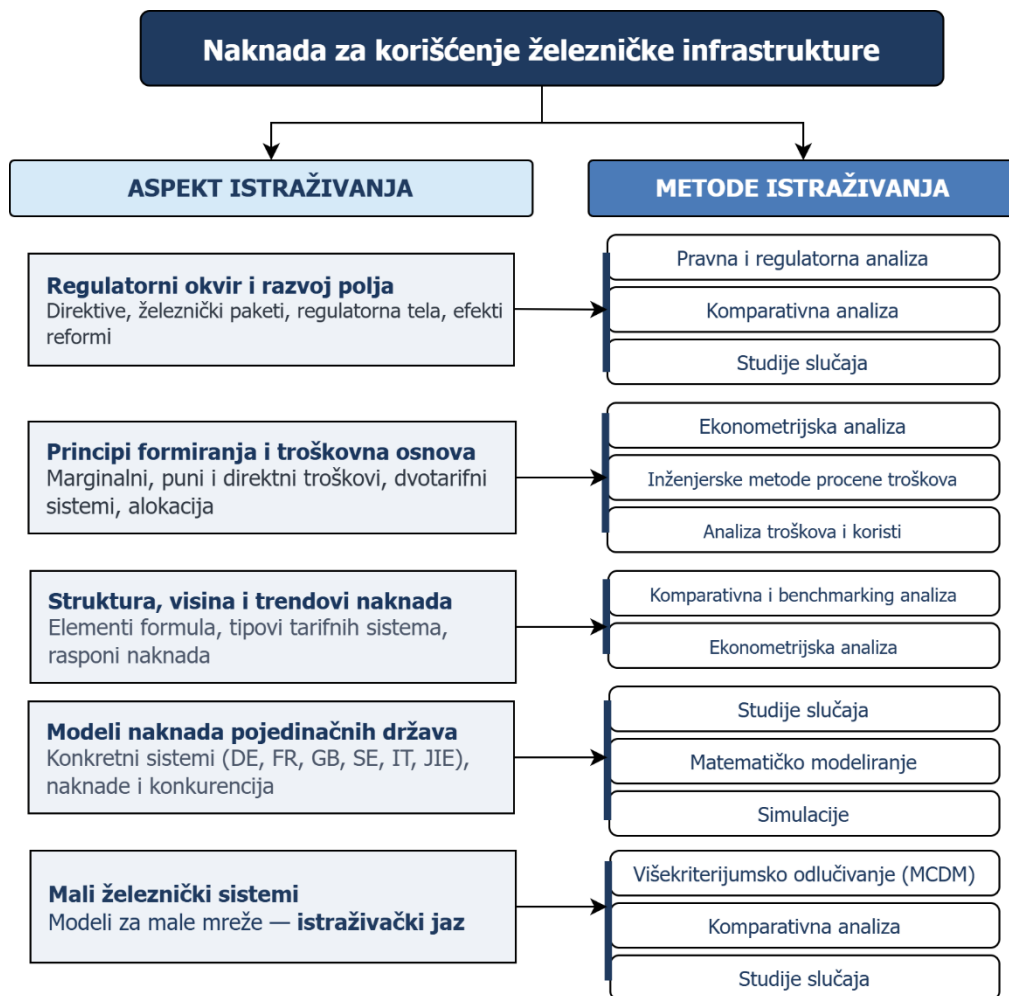 Naknada za korišćenje železničke infrastrukture
ASPEKT ISTRAŽIVANJA
METODE ISTRAŽIVANJA
Regulatorni okvir i razvoj polja
Direktive, železnički paketi, regulatorna tela, efekti
reformi
Pravna i regulatorna analiza
Komparativna analiza
Studije slučaja
Principi formiranja i troškovna osnova
Marginalni, puni i direktni troškovi, dvotarifni
sistemi, alokacija
Ekonometrijska analiza
Inženjerske metode procene troškova
Analiza troškova i koristi
Struktura, visina i trendovi naknada
Elementi formula, tipovi tarifnih sistema,
rasponi naknada
Komparativna i benchmarking analiza
Ekonometrijska analiza
Modeli naknada pojedinačnih država
Konkretni sistemi (DE, FR, GB, SE, IT, JIE),
naknade i konkurencija
Studije slučaja
Matematičko modeliranje
Simulacije
Mali železnički sistemi
Modeli za male mreže — istraživački jaz
Višekriterijumsko odlučivanje (MCDM)
Komparativna analiza
Studije slučaja